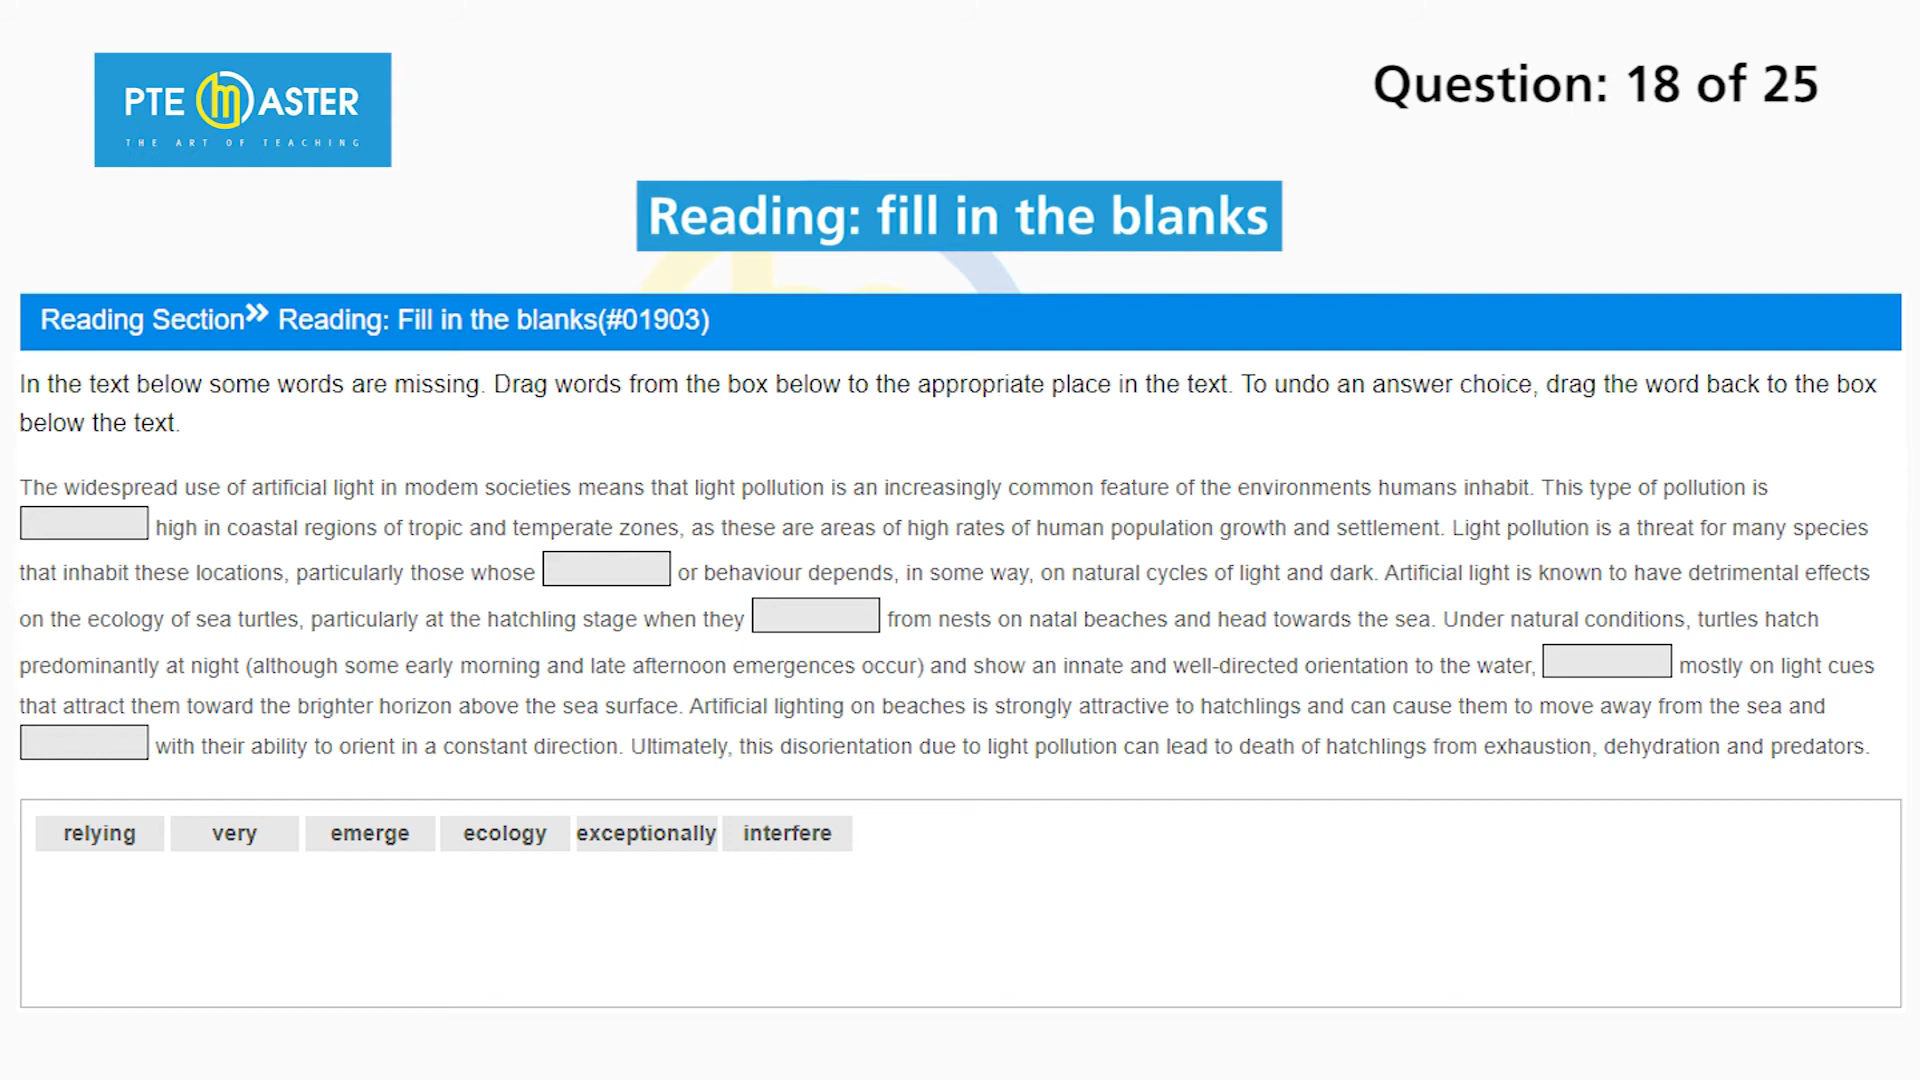 PTE MASTER
THE ART OF TEACHING
Question: 18 of 25
Reading: fill in the blanks
Reading Section» Reading: Fill in the blanks(#01903)
In the text below some words are missing. Drag words from the box below to the appropriate place in the text. To undo an answer choice, drag the word back to the box
below the text.
The widespread use of artificial light in modem societies means that light pollution is an increasingly common feature of the environments humans inhabit. This type of pollution is
high in coastal regions of tropic and temperate zones, as these are areas of high rates of human population growth and settlement. Light pollution is a threat for many species
that inhabit these locations, particularly those whose or behaviour depends, in some way, on natural cycles of light and dark. Artificial light is known to have detrimental effects
on the ecology of sea turtles, particularly at the hatchling stage when they from nests on natal beaches and head towards the sea. Under natural conditions, turtles hatch
predominantly at night (although some early morning and late afternoon emergences occur) and show an innate and well-directed orientation to the water, mostly on light cues
that attract them toward the brighter horizon above the sea surface. Artificial lighting on beaches is strongly attractive to hatchlings and can cause them to move away from the sea and
with their ability to orient in a constant direction. Ultimately, this disorientation due to light pollution can lead to death of hatchlings from exhaustion, dehydration and predators.
relying very emerge ecology exceptionally interfere